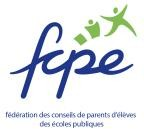 fcpe
fédération des conseils de parents d'élèves
des écoles publiques